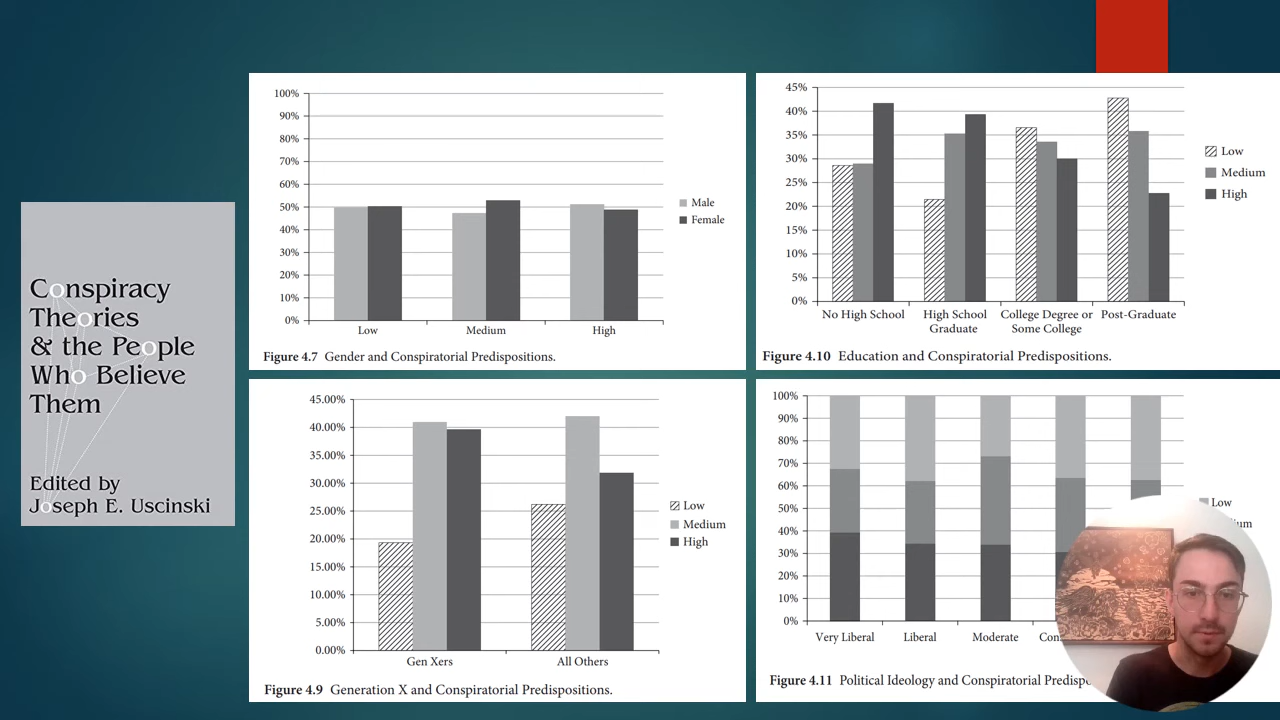 Conspiracy
Theories
& the People
Who Believe
Them
Edited by
Joseph E. Uscinski
100%
90%
80%
70%
60%
50%
40%
30%
20%
10%
0%
Low
Medium
High
Male
Female
Figure 4.7 Gender and Conspiratorial Predispositions.
45%
40%
35%
30%
25%
20%
15%
10%
5%
0%
No High School
High School
Graduate
College Degree or
Some College
Post-Graduate
Low
Medium
High
Figure 4.10 Education and Conspiratorial Predispositions.
45.00%
40.00%
35.00%
30.00%
25.00%
20.00%
15.00%
10.00%
5.00%
0.00%
Gen Xers
All Others
Low
Medium
High
Figure 4.9 Generation X and Conspiratorial Predispositions.
100%
90%
80%
70%
60%
50%
40%
30%
20%
10%
0%
Very Liberal
Liberal
Moderate
Low
Figure 4.11 Political Ideology and Conspiratorial